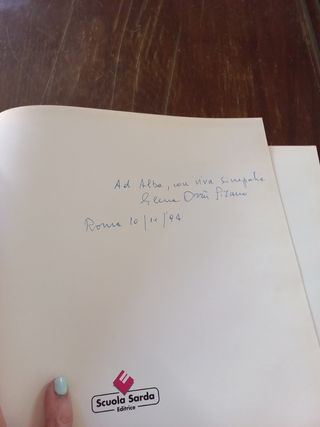 Ad Alba, con viva simpatia
Roma 10/11/94
Scuola Sarda
Editrice